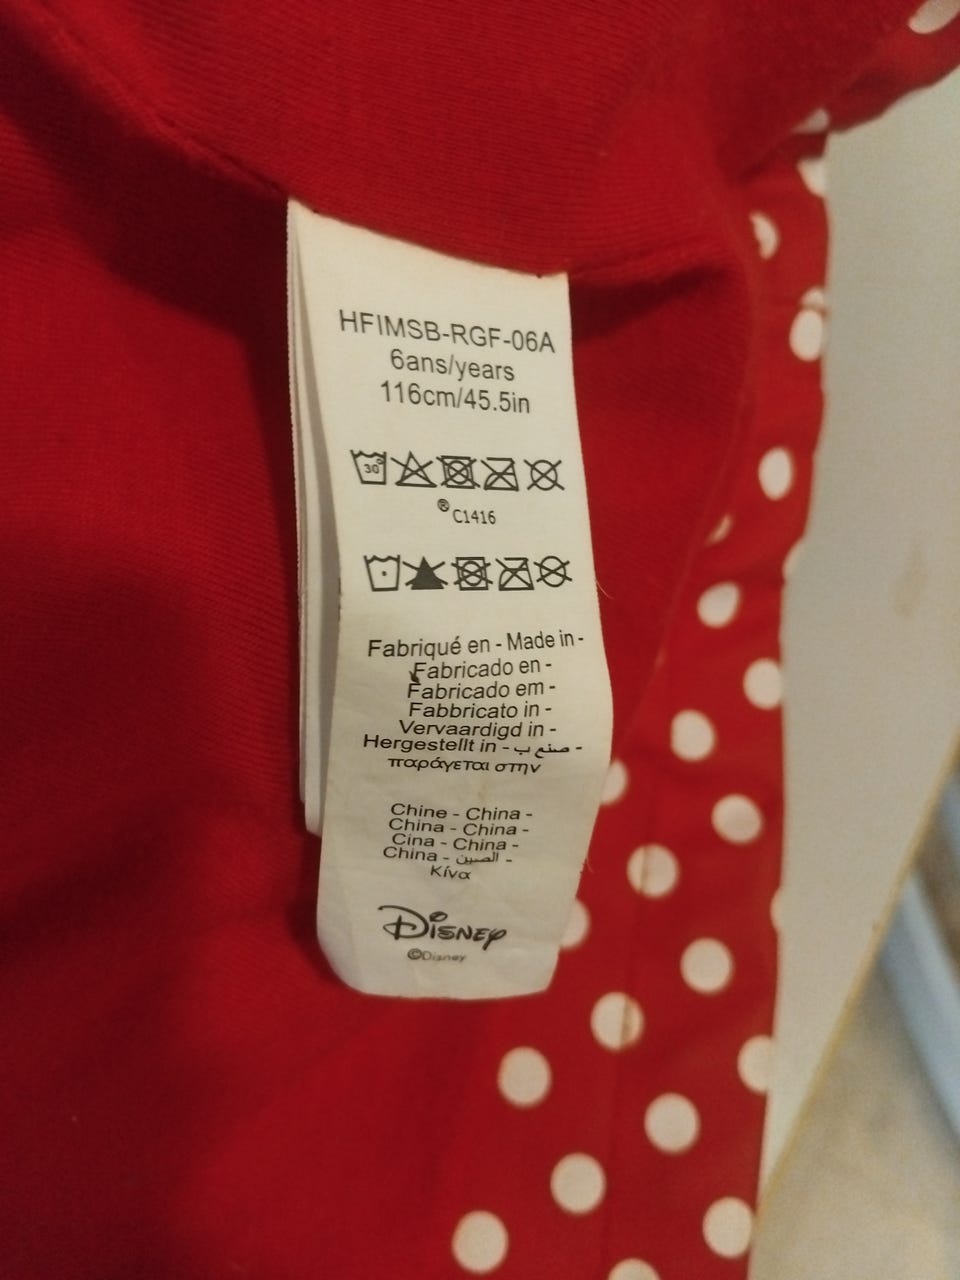 HFIMSB-RGF-06A
6ans/years
116cm/45.5in
30°
® C1416
Fabriqué en - Made in -
Fabricado en -
Fabricado em -
Fabbricato in -
Vervaardigd in -
Hergestellt in - صنع ب -
παράγεται στην
Chine - China -
China - China -
Cina - China -
China - الصين -
Κίνα
Disney
©Disney